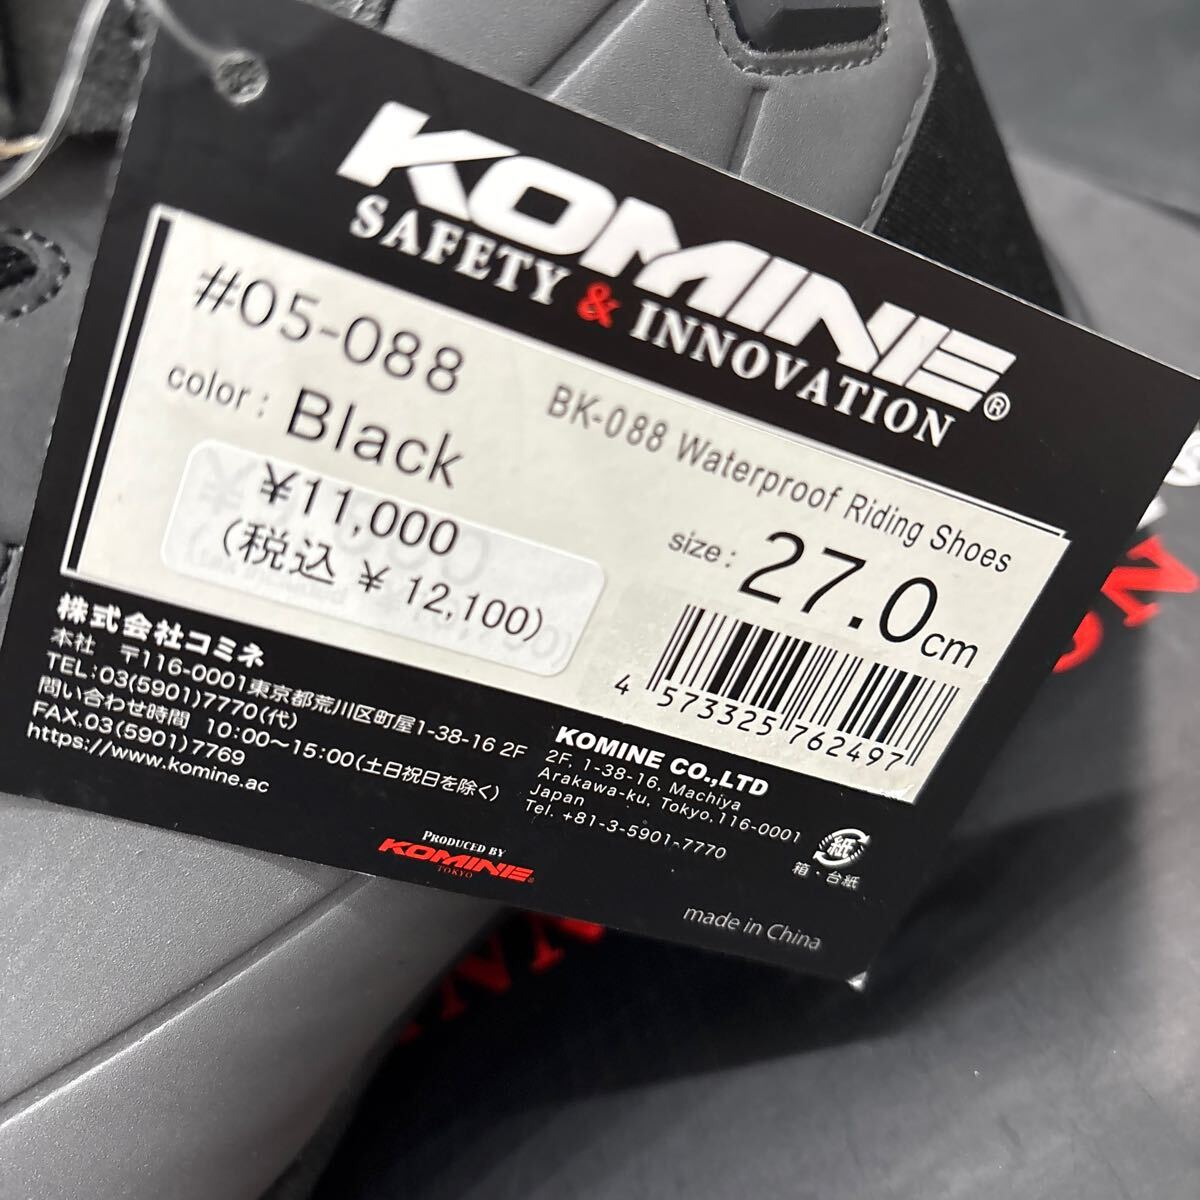 KOMINE®
SAFETY & INNOVATION
#05-088
BK-088 Waterproof Riding Shoes
color: Black
size: 27.0cm
¥11,000
(税込 ¥ 12,100)
4 573325 762497
株式会社コミネ
本社 〒116-0001東京都荒川区町屋1-38-16 2F
TEL:03(5901)7770(代)
問い合わせ時間 10:00～15:00(土日祝日を除く)
FAX.03(5901)7769
https://www.komine.ac
KOMINE CO.,LTD
2F, 1-38-16, Machiya
Arakawa-ku, Tokyo,116-0001
Japan
Tel. +81-3-5901-7770
紙
箱・台紙
PRODUCED BY
KOMINE®
TOKYO
made in China